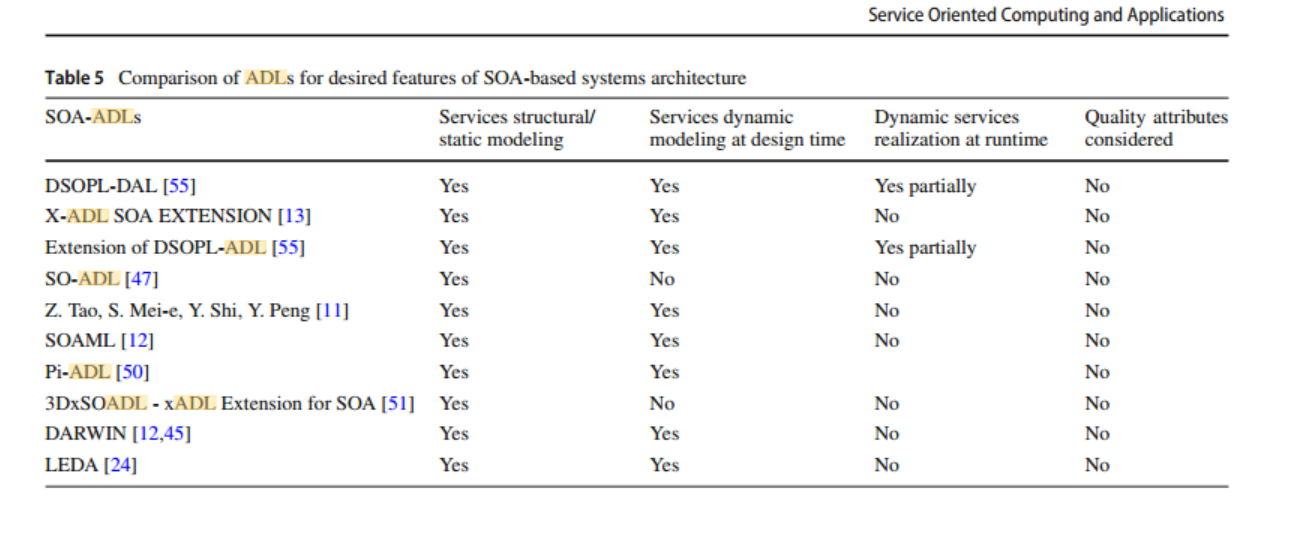 Service Oriented Computing and Applications
Table 5 Comparison of ADLs for desired features of SOA-based systems architecture
SOA-ADLs Services structural/ Services dynamic Dynamic services Quality attributes
static modeling modeling at design time realization at runtime considered
DSOPL-DAL [55] Yes Yes Yes partially No
X-ADL SOA EXTENSION [13] Yes Yes No No
Extension of DSOPL-ADL [55] Yes Yes Yes partially No
SO-ADL [47] Yes No No No
Z. Tao, S. Mei-e, Y. Shi, Y. Peng [11] Yes Yes No No
SOAML [12] Yes Yes No No
Pi-ADL [50] Yes Yes No
3DxSOADL - xADL Extension for SOA [51] Yes No No No
DARWIN [12,45] Yes Yes No No
LEDA [24] Yes Yes No No